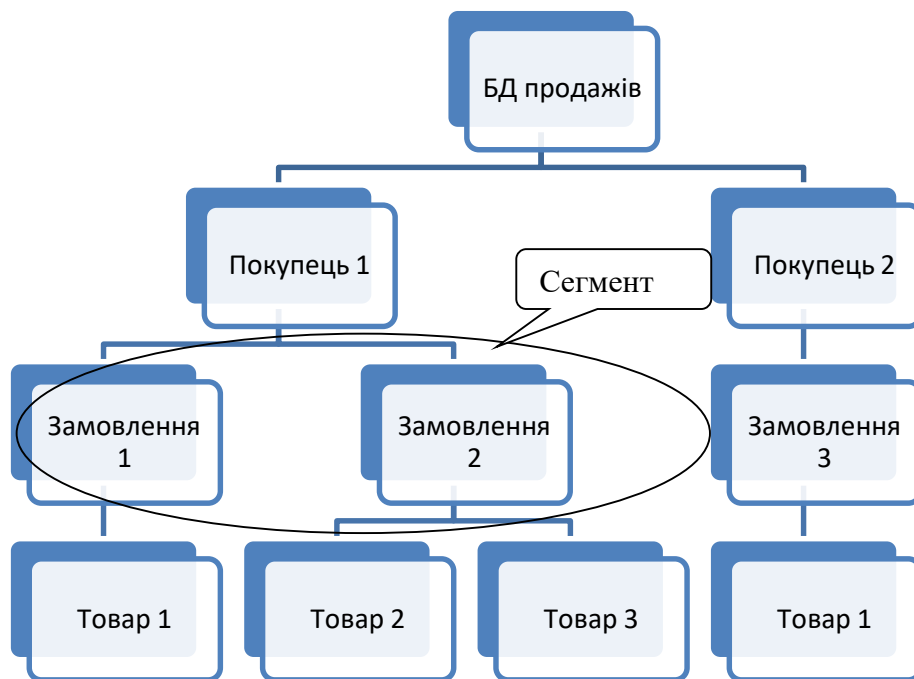 БД продажів
Покупець 1
Сегмент
Покупець 2
Замовлення
1
Замовлення
2
Замовлення
3
Товар 1
Товар 2
Товар 3
Товар 1